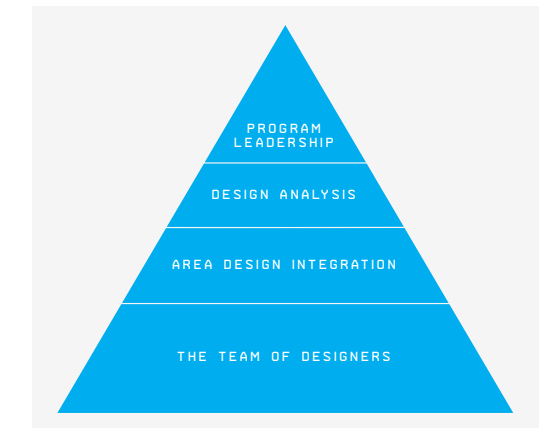 PROGRAM
LEADERSHIP
DESIGN ANALYSIS
AREA DESIGN INTEGRATION
THE TEAM OF DESIGNERS